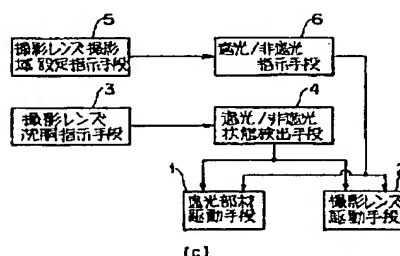 5
撮影レンズ撮影
域設定指示手段
6
遮光/非遮光
指示手段
3
撮影レンズ
沈胴指示手段
4
遮光/非遮光
状態検出手段
1
遮光部材
駆動手段
2
撮影レンズ
駆動手段
(c)